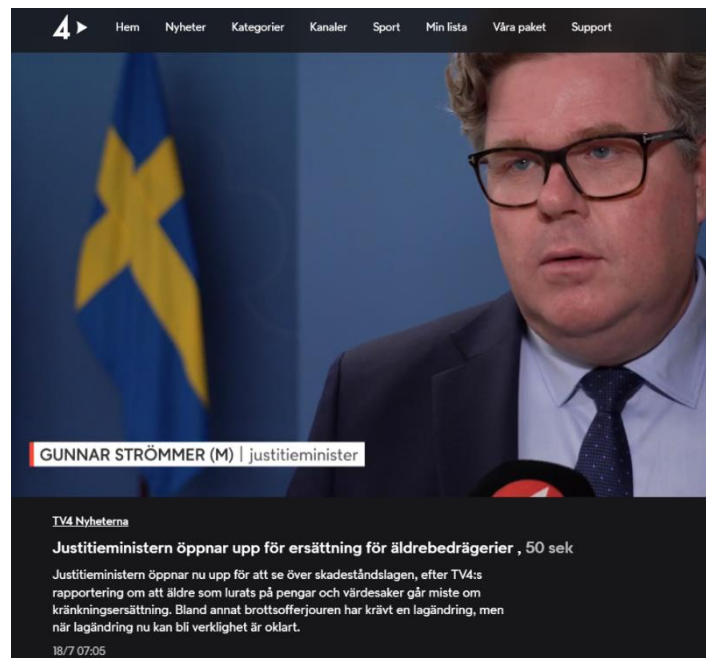 4
Hem Nyheter Kategorier Kanaler Sport Min lista Våra paket Support
GUNNAR STRÖMMER (M) | justitieminister
TV4 Nyheterna
Justitieministern öppnar upp för ersättning för äldrebedrägerier , 50 sek
Justitieministern öppnar nu upp för att se över skadeståndslagen, efter TV4:s
rapportering om att äldre som lurats på pengar och värdesaker går miste om
kränkningsersättning. Bland annat brottsofferjouren har krävt en lagändring, men
när lagändring nu kan bli verklighet är oklart.
18/7 07:05